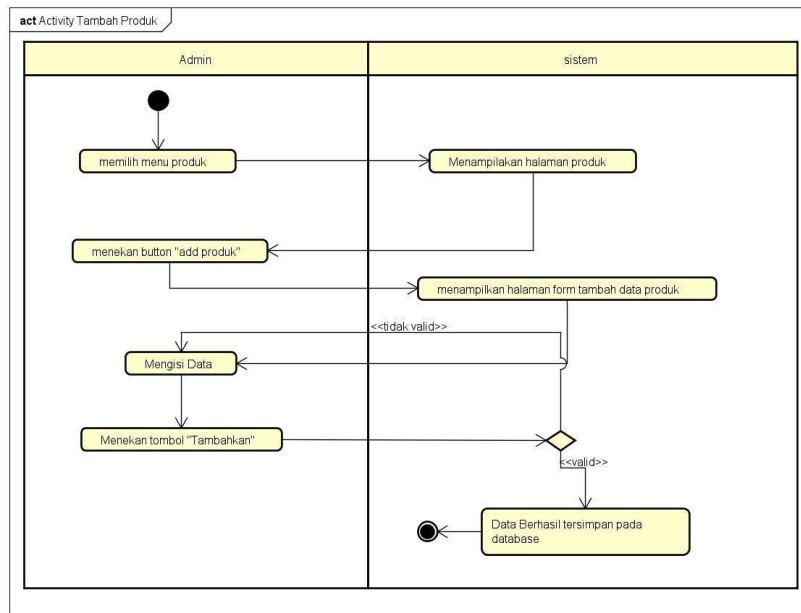 act Activity Tambah Produk
Admin
sistem
memilih menu produk
Menampilakan halaman produk
menekan button "add produk"
menampilkan halaman form tambah data produk
<<tidak valid>>
Mengisi Data
Menekan tombol "Tambahkan"
<<valid>>
Data Berhasil tersimpan pada
database